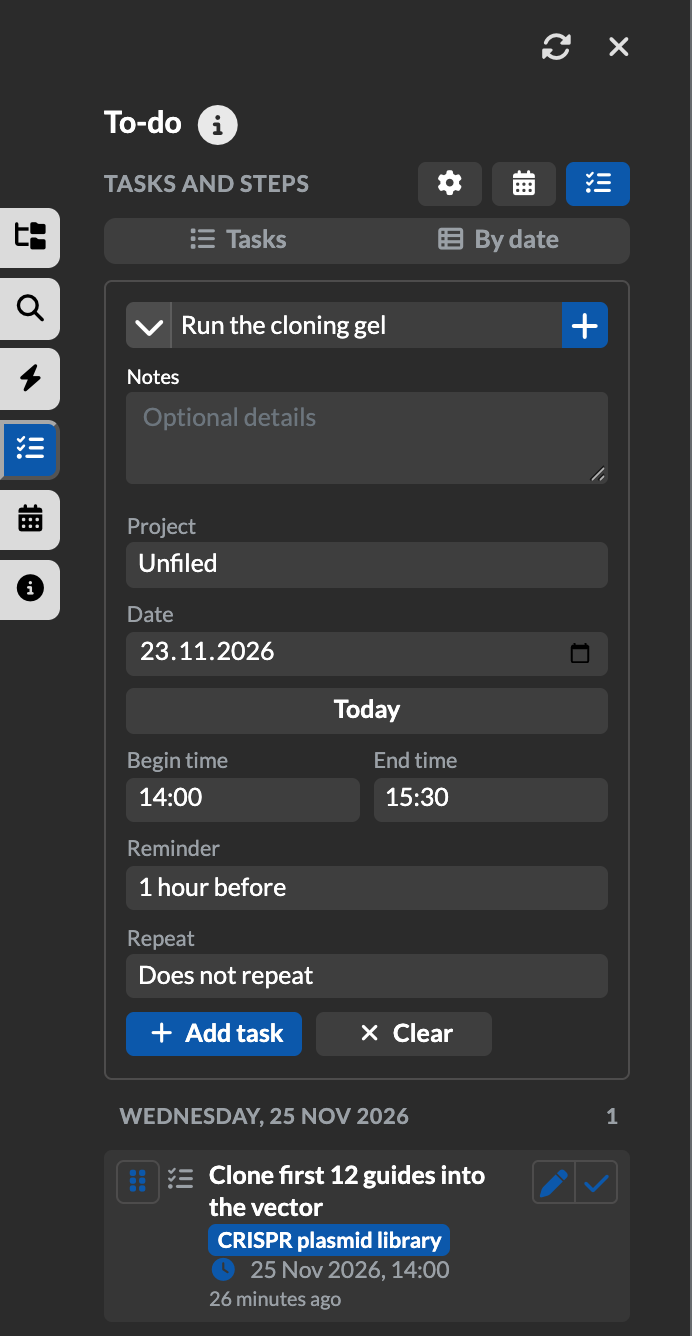 To-do
TASKS AND STEPS
Tasks
By date
Run the cloning gel
Notes
Optional details
Project
Unfiled
Date
23.11.2026
Today
Begin time
End time
14:00
15:30
Reminder
1 hour before
Repeat
Does not repeat
Add task
Clear
WEDNESDAY, 25 NOV 2026
1
Clone first 12 guides into
the vector
CRISPR plasmid library
25 Nov 2026, 14:00
26 minutes ago